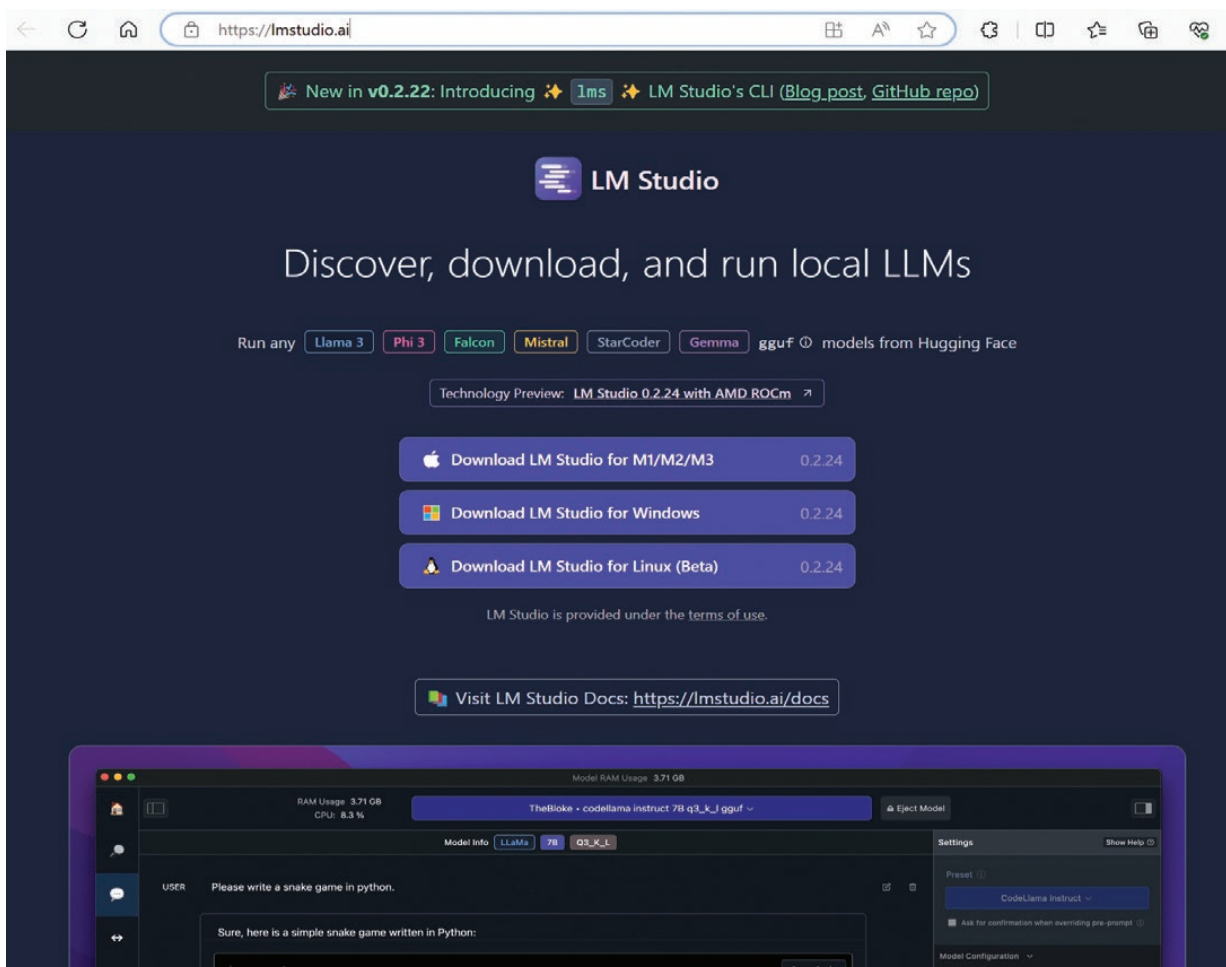 https://lmstudio.ai
New in v0.2.22: Introducing ✨ lms ✨ LM Studio's CLI (Blog post, GitHub repo)
LM Studio
Discover, download, and run local LLMs
Run any Llama 3 Phi 3 Falcon Mistral StarCoder Gemma gguf ⓘ models from Hugging Face
Technology Preview: LM Studio 0.2.24 with AMD ROCm ↗
Download LM Studio for M1/M2/M3 0.2.24
Download LM Studio for Windows 0.2.24
Download LM Studio for Linux (Beta) 0.2.24
LM Studio is provided under the terms of use.
Visit LM Studio Docs: https://lmstudio.ai/docs
Model RAM Usage 3.71 GB
RAM Usage 3.71 GB
CPU: 8.3 %
TheBloke • codellama instruct 7B q3_k_l gguf
Eject Model
Model Info LLaMa 7B Q3_K_L
Settings Show Help
Preset
USER Please write a snake game in python.
CodeLlama Instruct
Ask for confirmation when overriding pre-prompt
Sure, here is a simple snake game written in Python:
Model Configuration